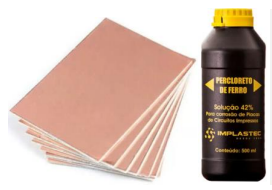 PERCLORETO
DE FERRO
Solução 42%
Para corrosão de Placas
de Circuitos Impressos
IMPLASTEC
Conteúdo: 500 ml